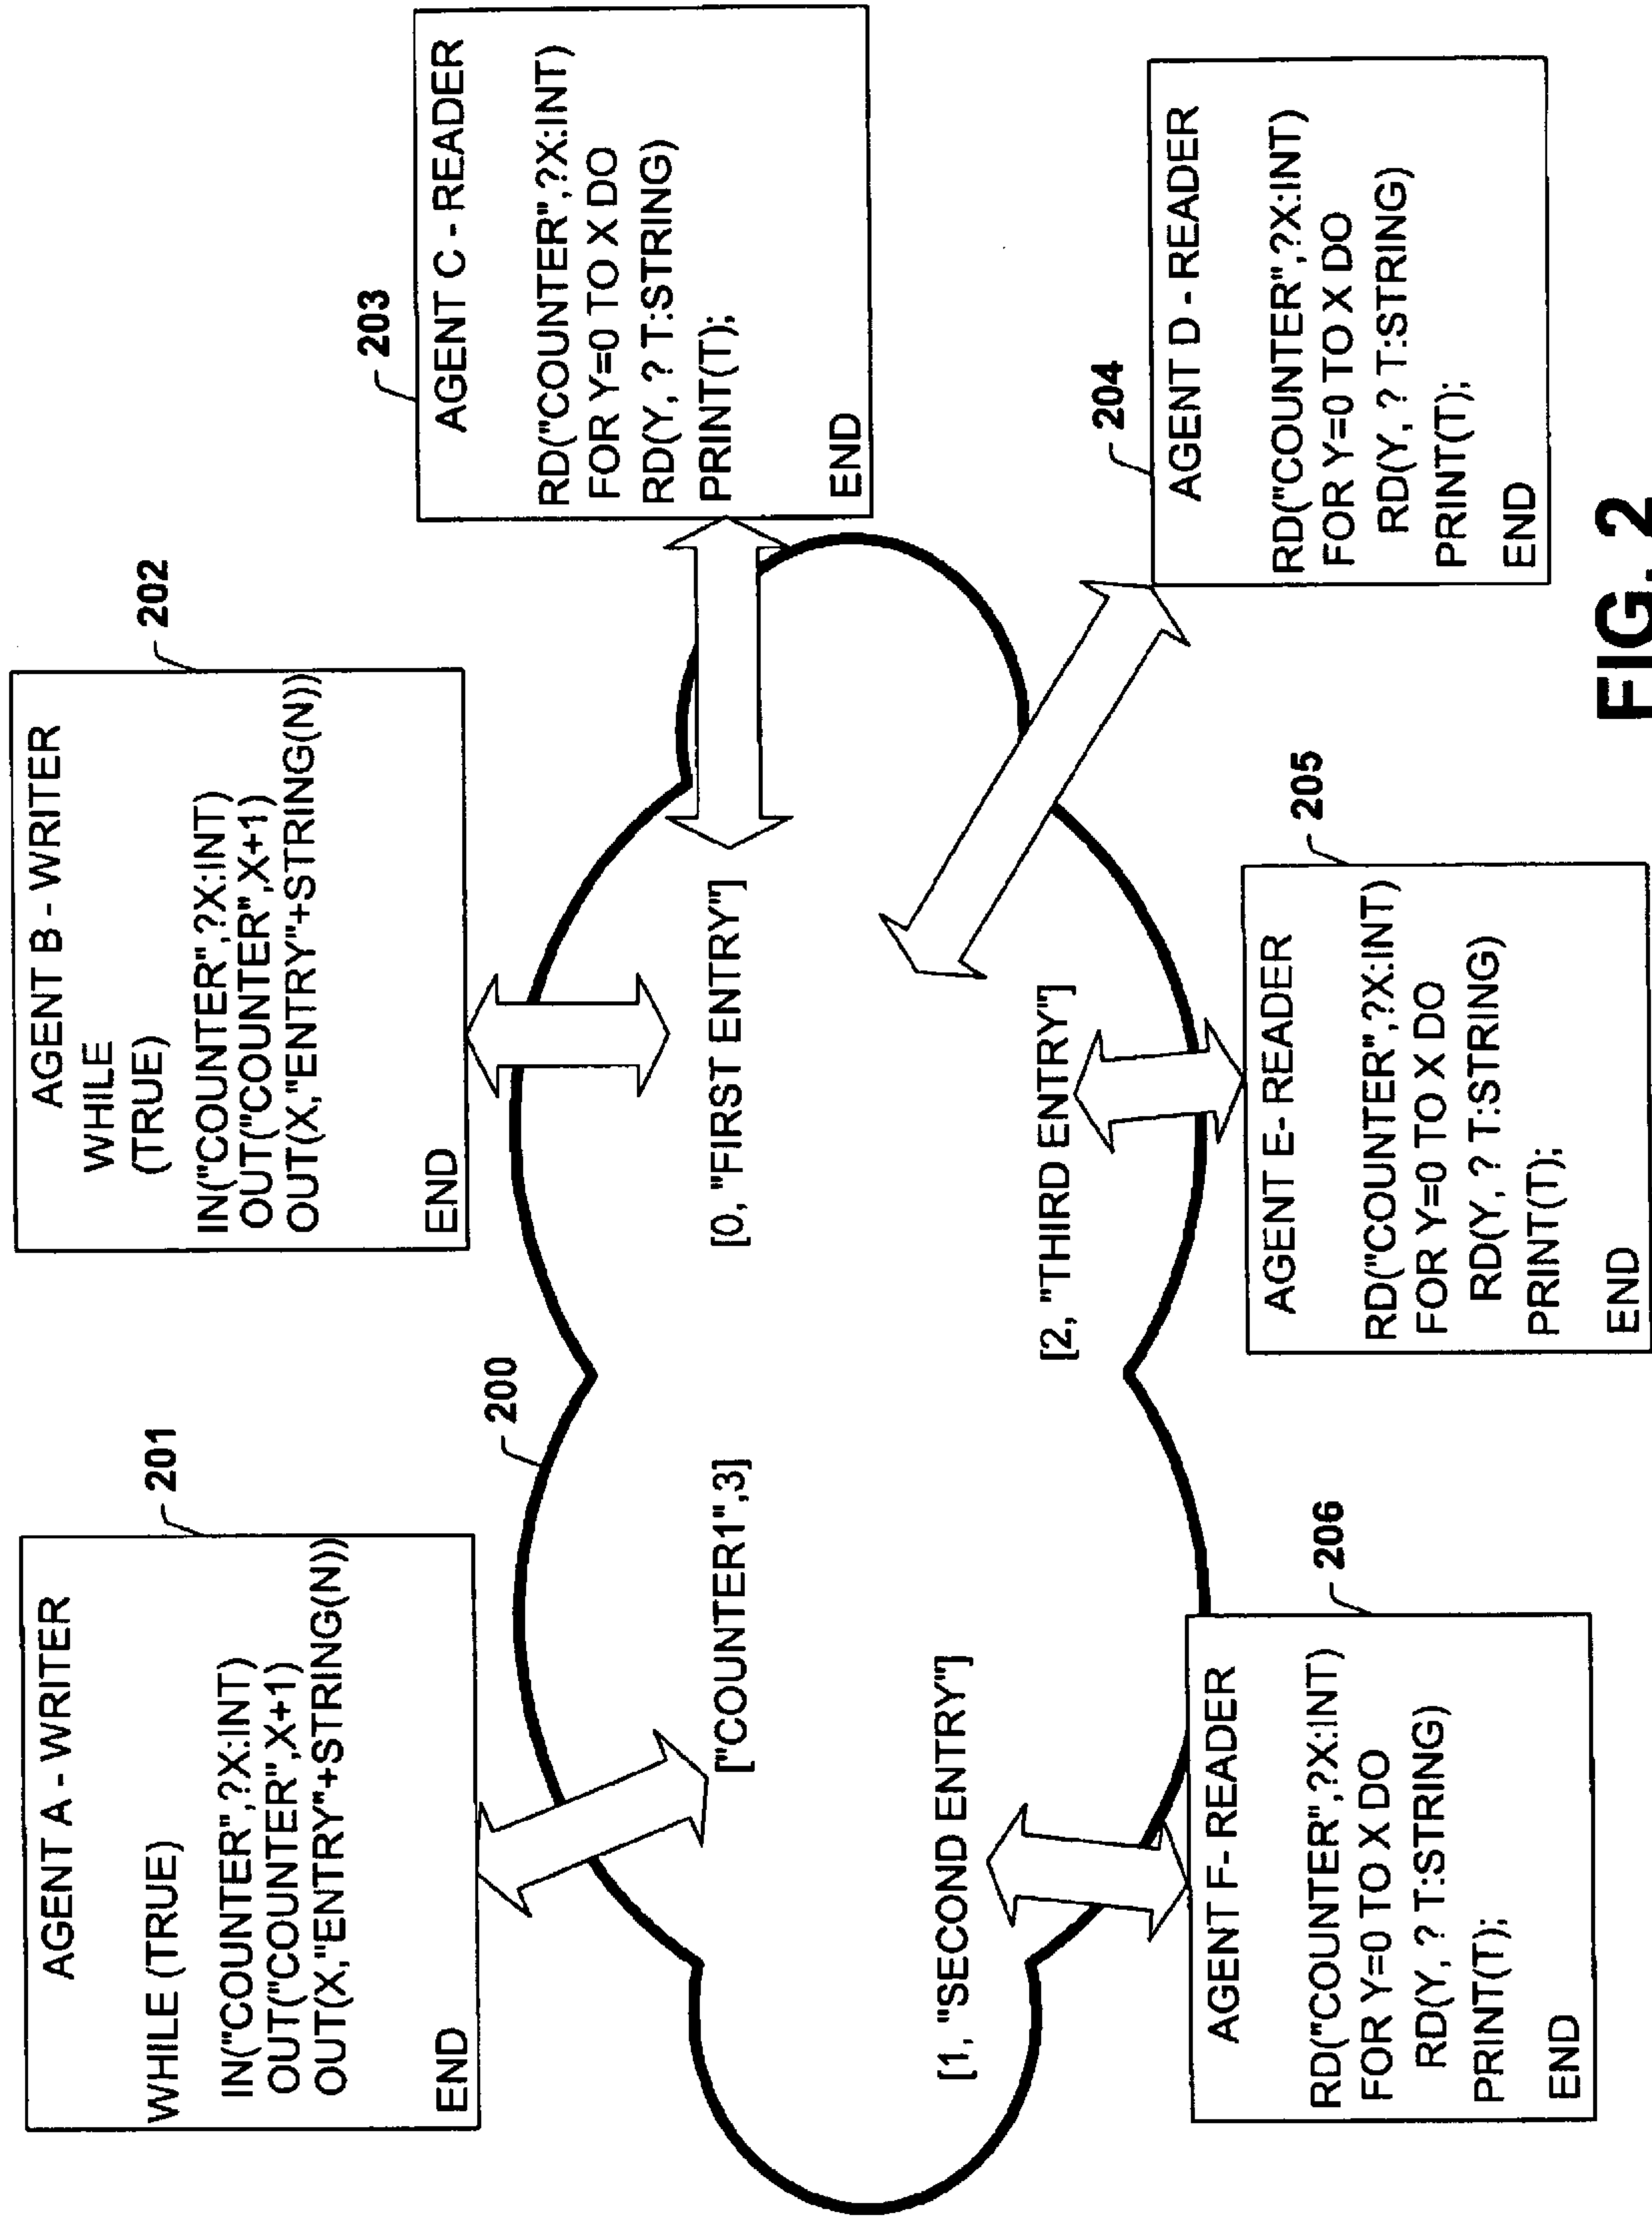 AGENT A - WRITER
WHILE (TRUE)
IN("COUNTER",?X:INT)
OUT("COUNTER",X+1)
OUT(X,"ENTRY"+STRING(N))
END
201
AGENT B - WRITER
WHILE
(TRUE)
IN("COUNTER",?X:INT)
OUT("COUNTER",X+1)
OUT(X,"ENTRY"+STRING(N))
END
202
200
203
AGENT C - READER
RD("COUNTER",?X:INT)
FOR Y=0 TO X DO
RD(Y, ? T:STRING)
PRINT(T);
END
["COUNTER1",3]
[0, "FIRST ENTRY"]
[1, "SECOND ENTRY"]
[2, "THIRD ENTRY"]
206
AGENT F- READER
RD("COUNTER",?X:INT)
FOR Y=0 TO X DO
RD(Y, ? T:STRING)
PRINT(T);
END
205
AGENT E- READER
RD("COUNTER",?X:INT)
FOR Y=0 TO X DO
RD(Y, ? T:STRING)
PRINT(T);
END
204
AGENT D - READER
RD("COUNTER",?X:INT)
FOR Y=0 TO X DO
RD(Y, ? T:STRING)
PRINT(T);
END
FIG. 2